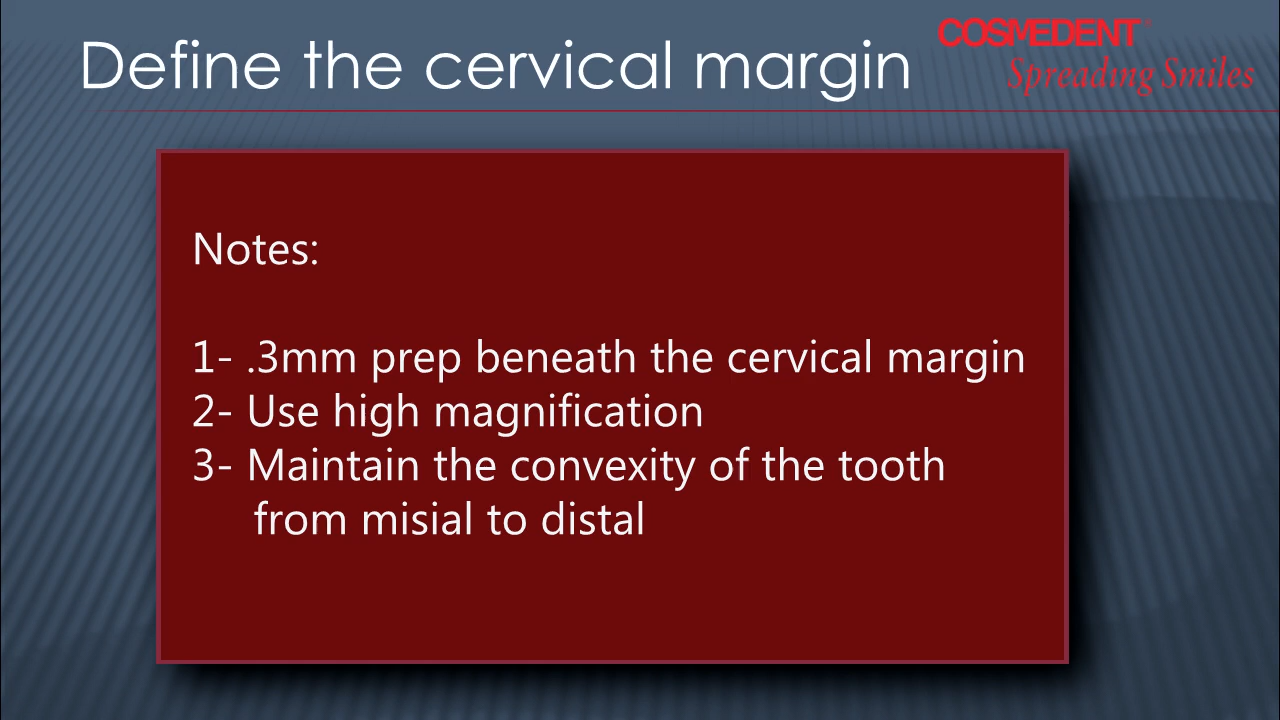 Define the cervical margin
COSMEDENT
Spreading Smiles
Notes:
1- .3mm prep beneath the cervical margin
2- Use high magnification
3- Maintain the convexity of the tooth
from misial to distal